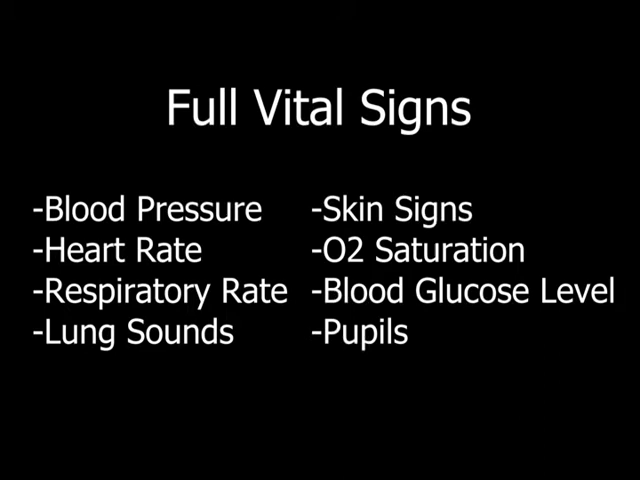 Full Vital Signs
-Blood Pressure
-Heart Rate
-Respiratory Rate
-Lung Sounds
-Skin Signs
-O2 Saturation
-Blood Glucose Level
-Pupils